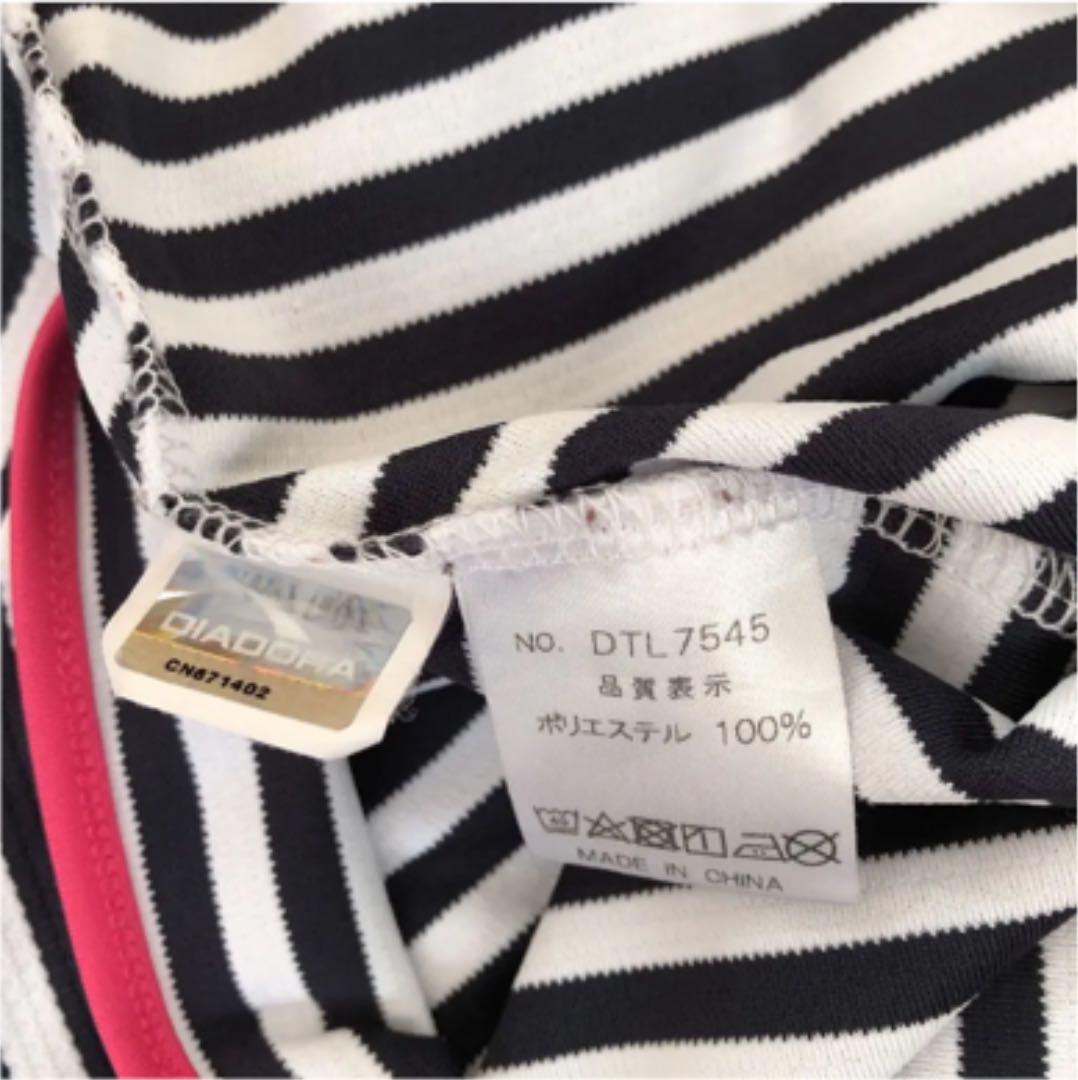 DIADORA
CN671402
NO. DTL7545
品質表示
ポリエステル 100%
MADE IN CHINA